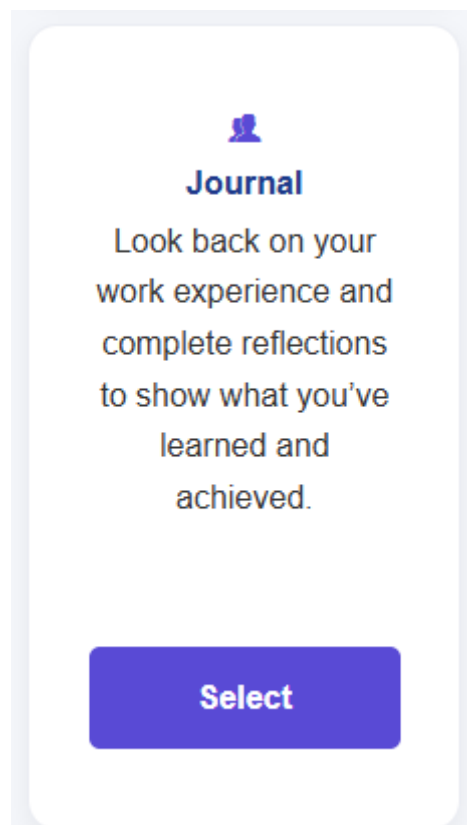 Journal
Look back on your
work experience and
complete reflections
to show what you’ve
learned and
achieved.
Select